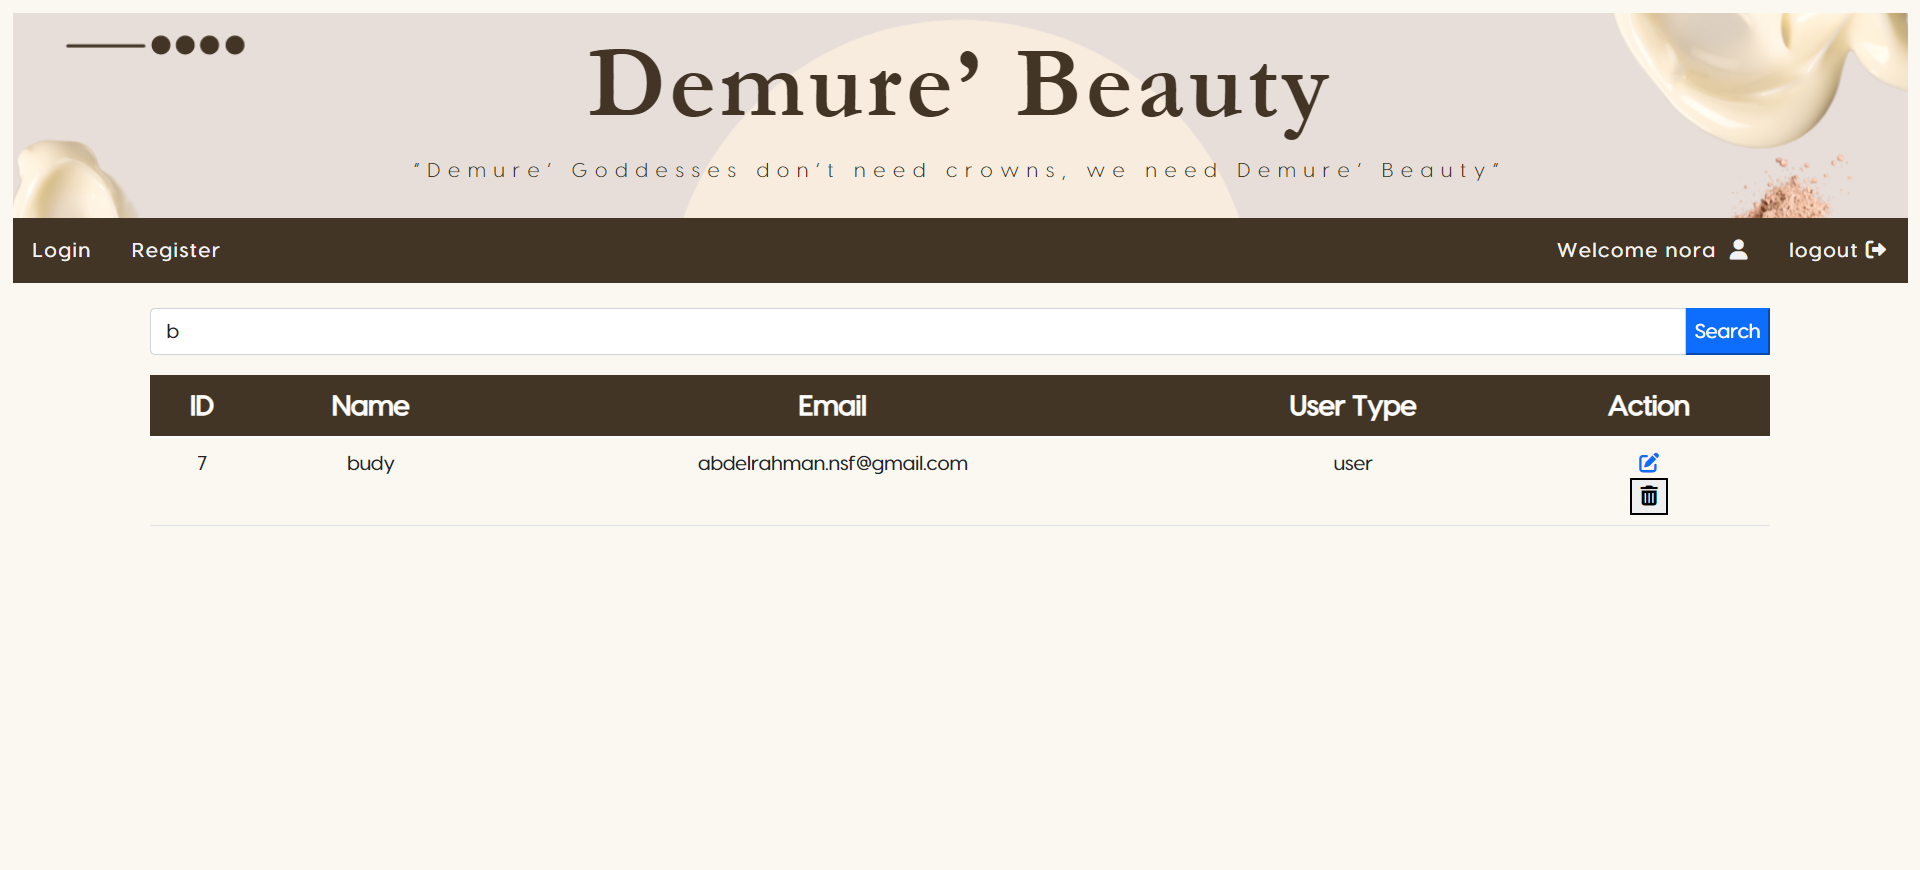 Demure’ Beauty
“Demure’ Goddesses don’t need crowns, we need Demure’ Beauty”
Login Register Welcome nora logout
b Search
ID Name Email User Type Action
7 budy abdelrahman.nsf@gmail.com user